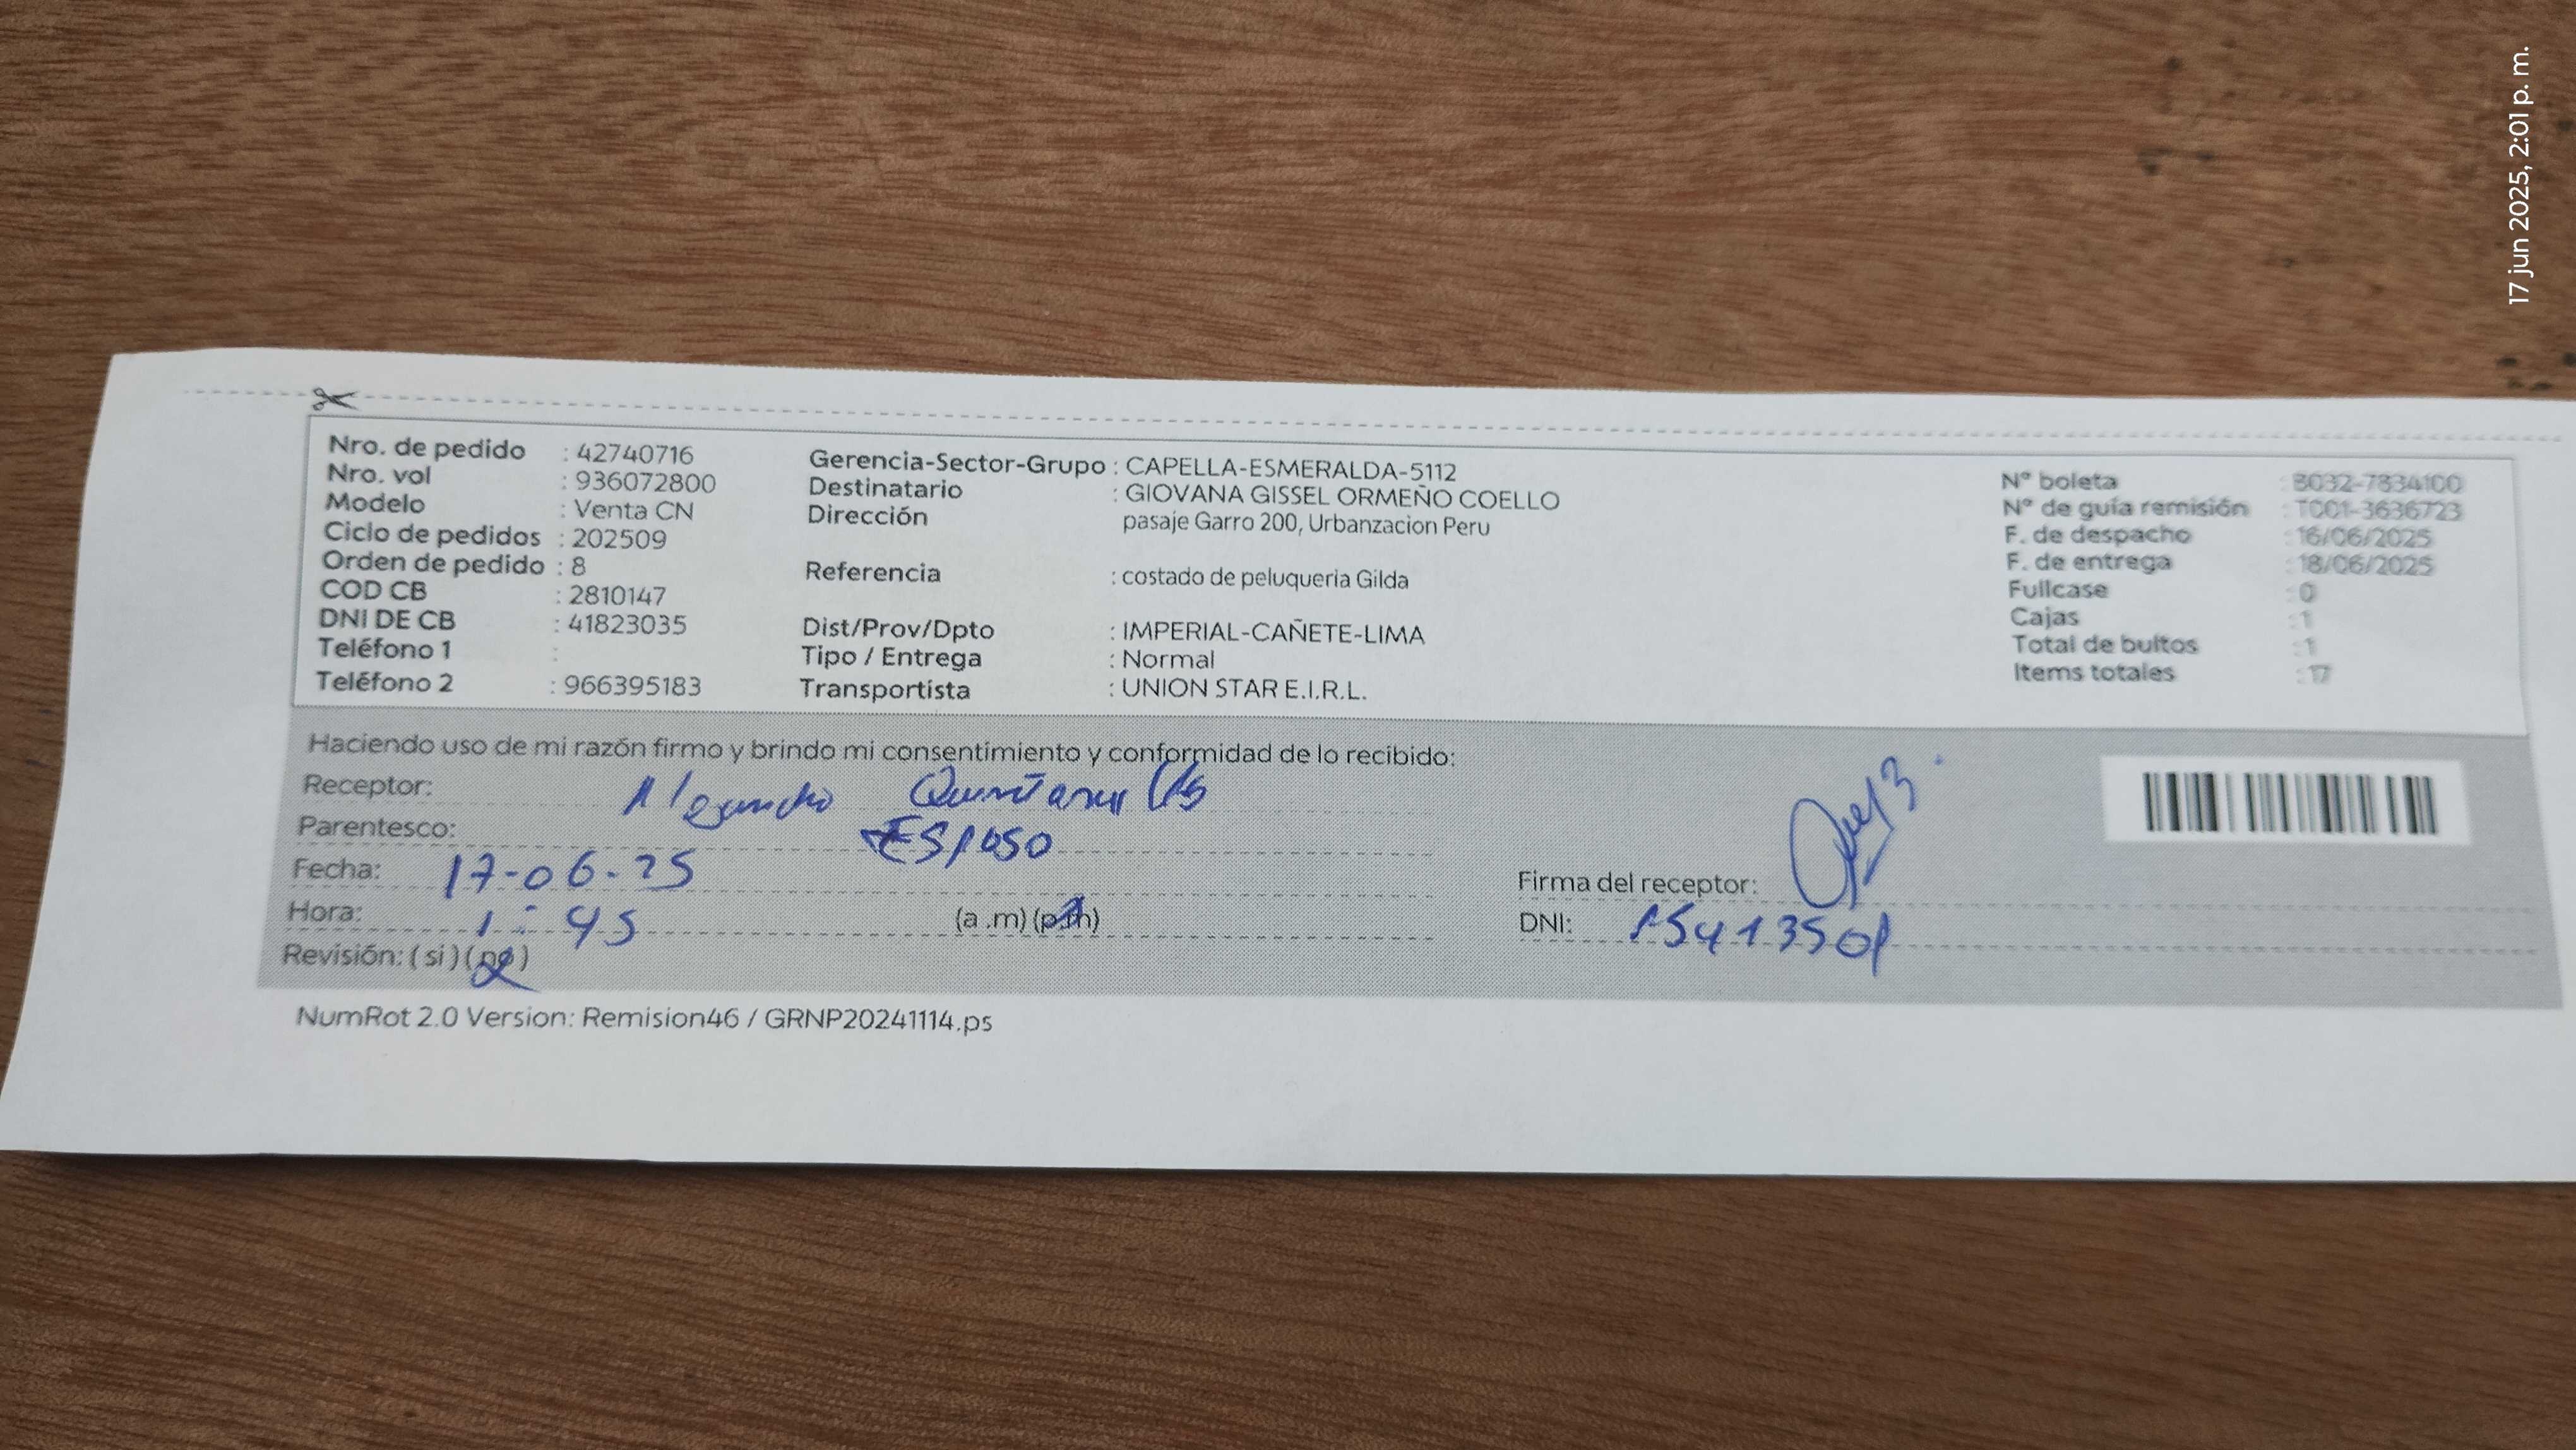 17 jun 2025, 2:01 p. m.
Nro. de pedido : 42740716
Nro. vol : 936072800
Modelo : Venta CN
Ciclo de pedidos : 202509
Orden de pedido : 8
COD CB : 2810147
DNI DE CB : 41823035
Teléfono 1 :
Teléfono 2 : 966395183
Gerencia-Sector-Grupo : CAPELLA-ESMERALDA-5112
Destinatario : GIOVANA GISSEL ORMEÑO COELLO
Dirección pasaje Garro 200, Urbanzacion Peru
Referencia : costado de peluqueria Gilda
Dist/Prov/Dpto : IMPERIAL-CAÑETE-LIMA
Tipo / Entrega : Normal
Transportista : UNION STAR E.I.R.L.
Nº boleta : B032-7834100
Nº de guía remisión : T001-3636723
F. de despacho : 16/06/2025
F. de entrega : 18/06/2025
Fullcase : 0
Cajas : 1
Total de bultos : 1
Items totales : 17
Haciendo uso de mi razón firmo y brindo mi consentimiento y conformidad de lo recibido:
Receptor:
Parentesco: Esposo
Fecha: 17-06-25
Hora: 1:45 (a .m) (p.m)
Revisión: ( si ) ( no )
Firma del receptor:
DNI:
NumRot 2.0 Version: Remision46 / GRNP20241114.ps